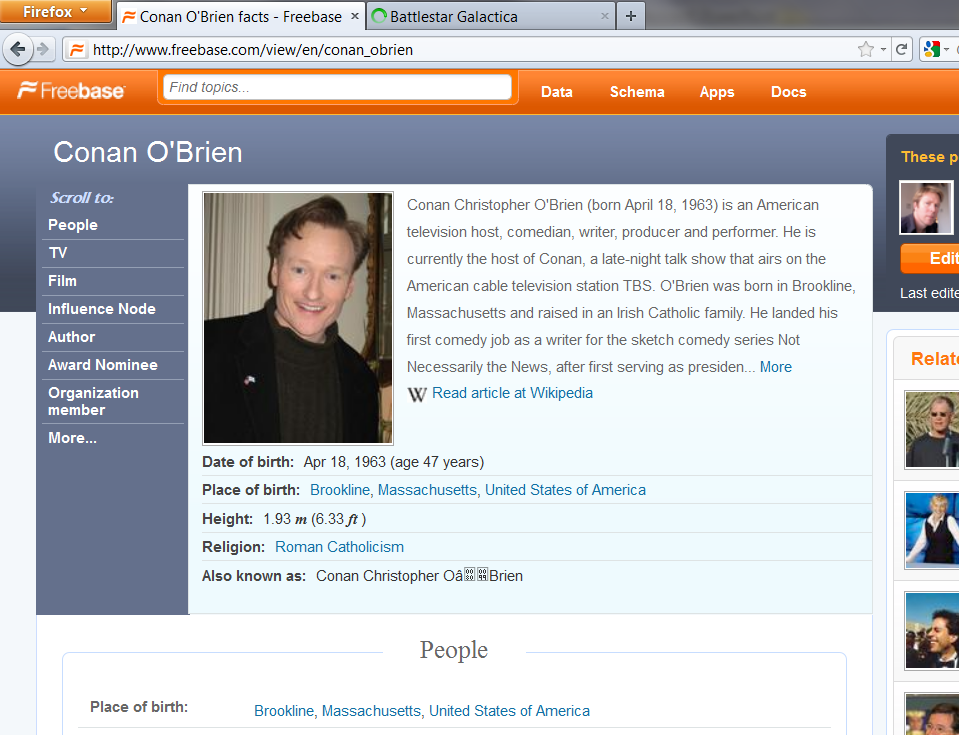 Firefox
Conan O'Brien facts - Freebase
Battlestar Galactica
http://www.freebase.com/view/en/conan_obrien
Freebase
Find topics...
Data
Schema
Apps
Docs
Conan O'Brien
These p
Scroll to:
People
TV
Film
Influence Node
Author
Award Nominee
Organization
member
More...
Conan Christopher O'Brien (born April 18, 1963) is an American
television host, comedian, writer, producer and performer. He is
currently the host of Conan, a late-night talk show that airs on the
American cable television station TBS. O'Brien was born in Brookline,
Massachusetts and raised in an Irish Catholic family. He landed his
first comedy job as a writer for the sketch comedy series Not
Necessarily the News, after first serving as presiden... More
W Read article at Wikipedia
Date of birth: Apr 18, 1963 (age 47 years)
Place of birth: Brookline, Massachusetts, United States of America
Height: 1.93 m (6.33 ft )
Religion: Roman Catholicism
Also known as: Conan Christopher Oâ Brien
Edit
Last edite
Relate
People
Place of birth:
Brookline, Massachusetts, United States of America